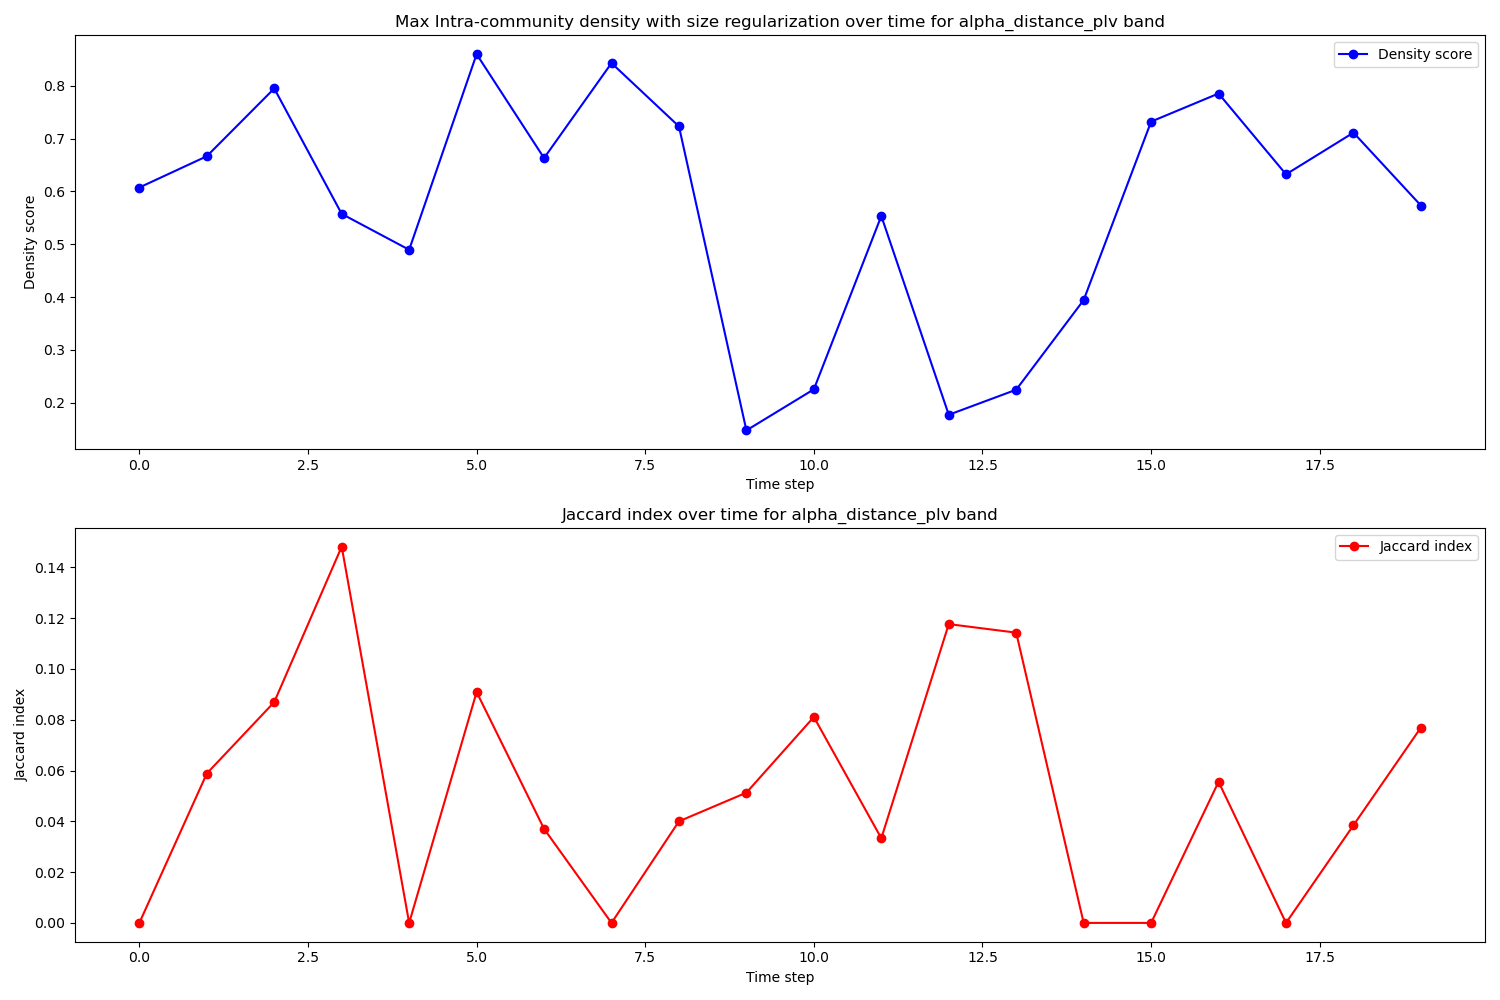 Max Intra-community density with size regularization over time for alpha_distance_plv band
Density score
0.8
0.7
0.6
0.5
0.4
0.3
0.2
Density score
0.0 2.5 5.0 7.5 10.0 12.5 15.0 17.5
Time step
Jaccard index over time for alpha_distance_plv band
Jaccard index
0.14
0.12
0.10
0.08
0.06
0.04
0.02
0.00
Jaccard index
0.0 2.5 5.0 7.5 10.0 12.5 15.0 17.5
Time step